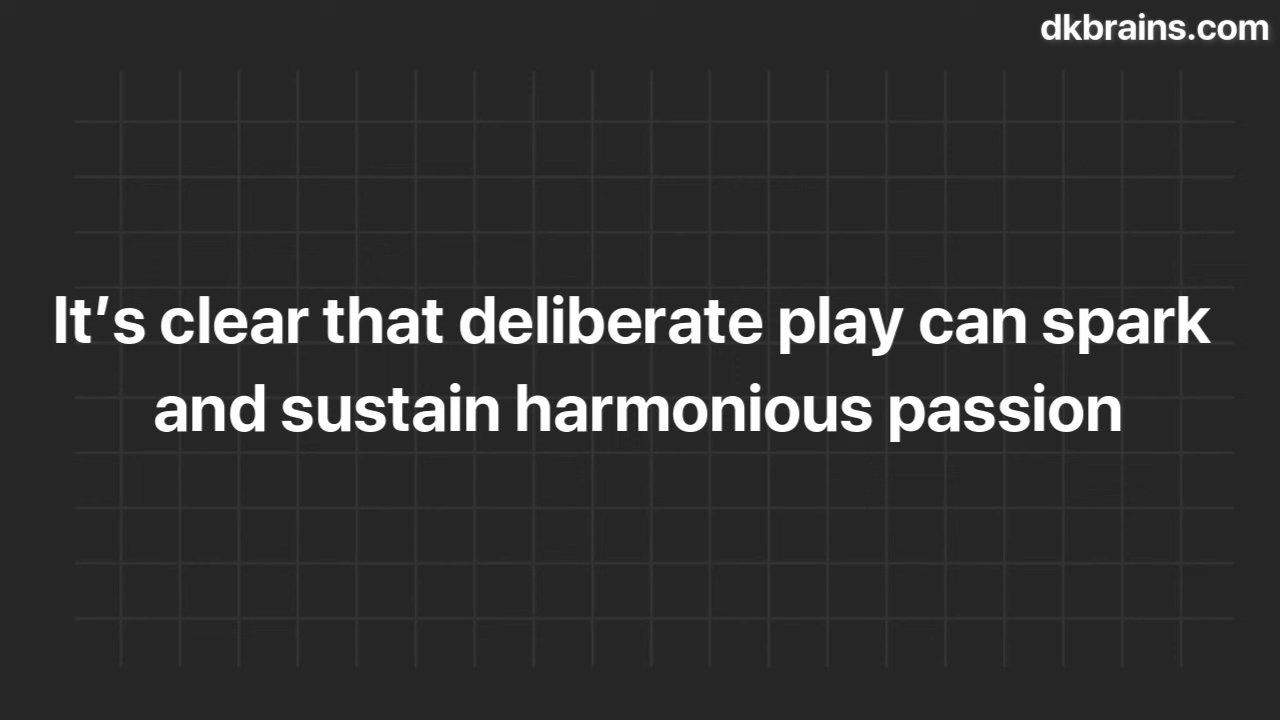 dkbrains.com
It’s clear that deliberate play can spark
and sustain harmonious passion